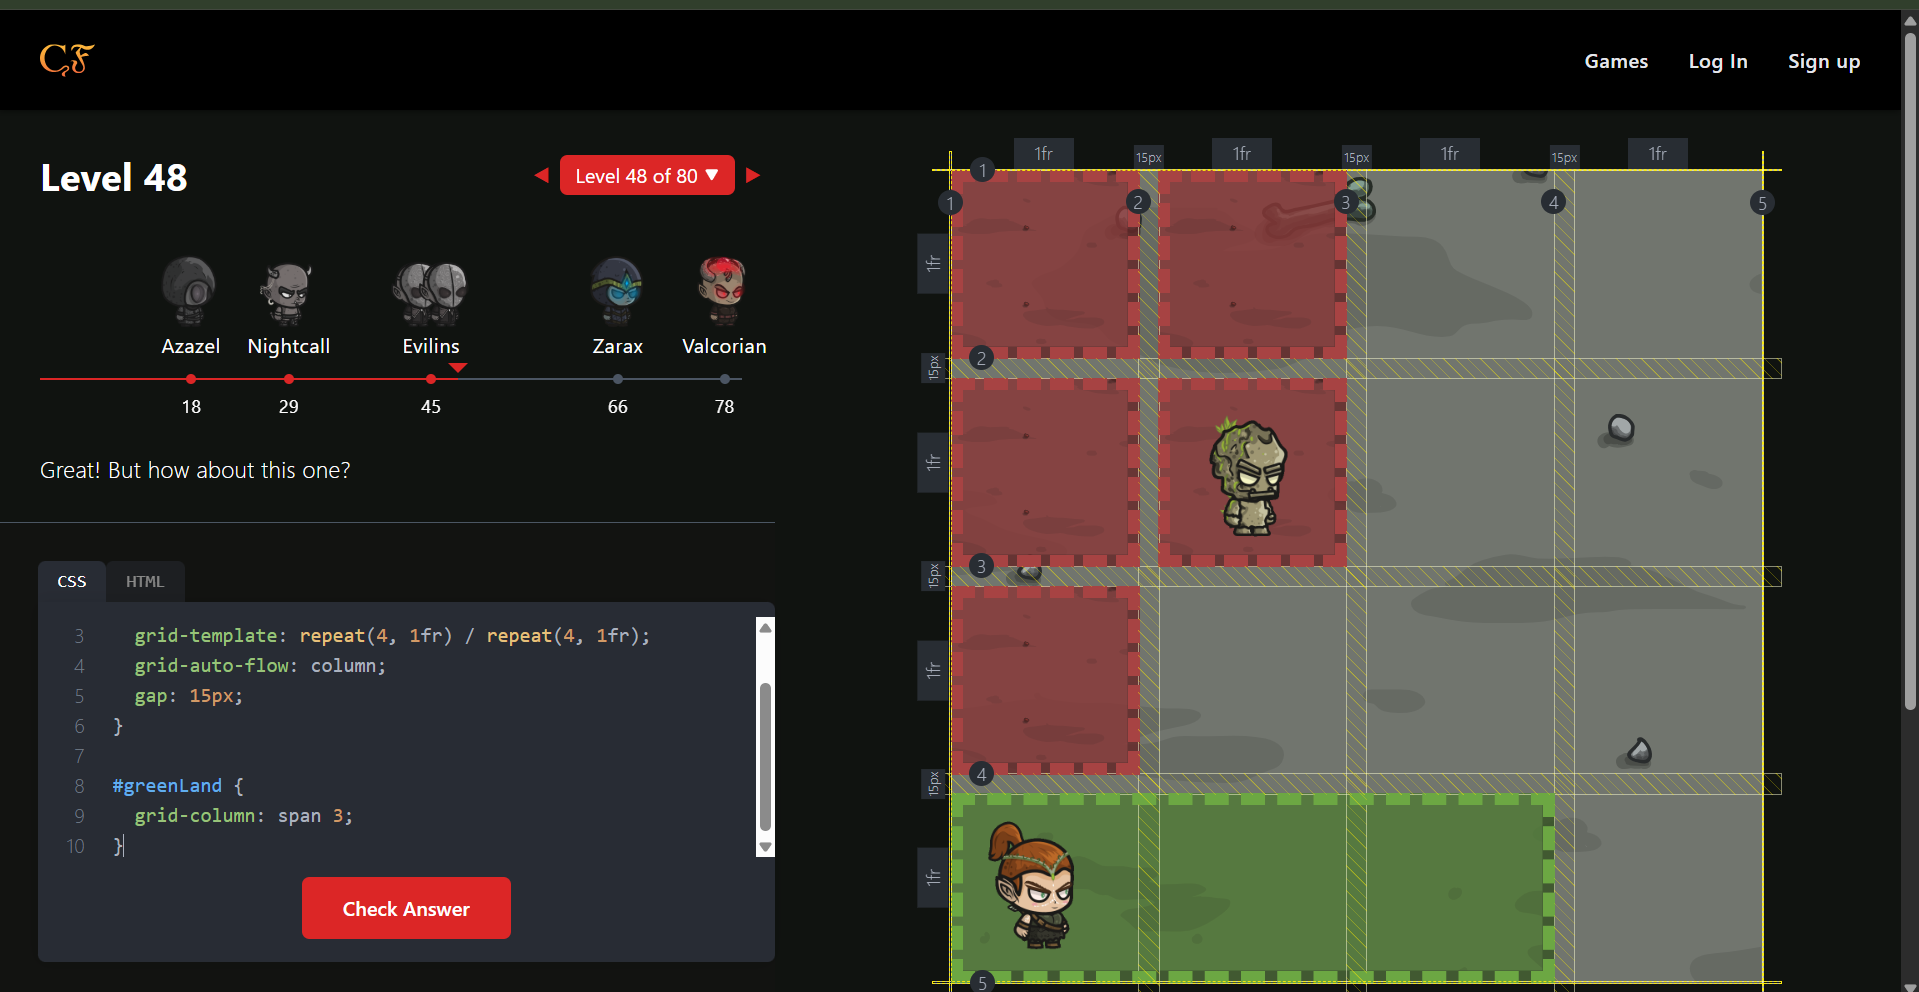 CF
Games Log In Sign up
Level 48
Level 48 of 80
Azazel Nightcall Evilins Zarax Valcorian
18 29 45 66 78
Great! But how about this one?
CSS HTML
3 grid-template: repeat(4, 1fr) / repeat(4, 1fr);
4 grid-auto-flow: column;
5 gap: 15px;
6 }
7
8 #greenLand {
9 grid-column: span 3;
10 }
Check Answer
1fr 15px 1fr 15px 1fr 15px 1fr
1
1 2 3 4 5
1fr
2
15px
1fr
3
15px
1fr
4
15px
1fr
5